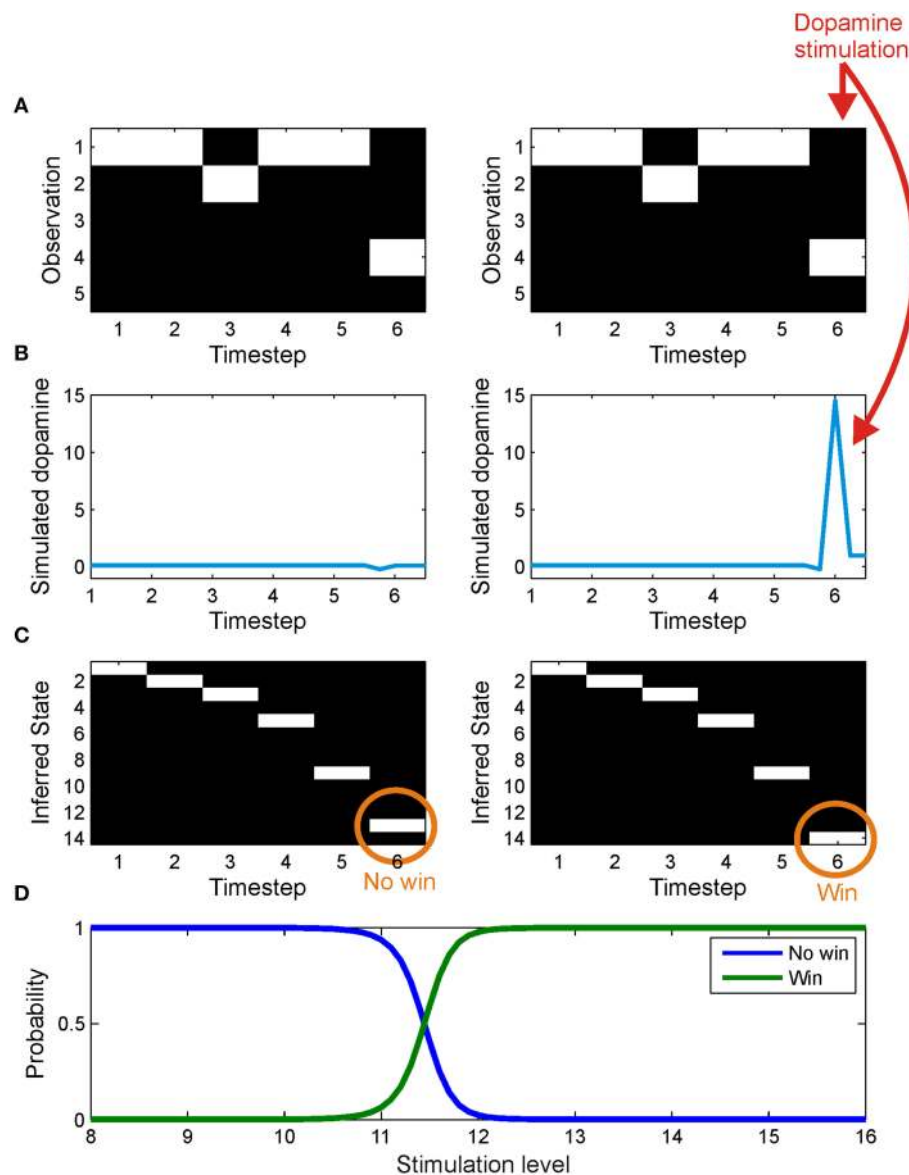 Dopamine
stimulation
A
Observation
1
2
3
4
5
1 2 3 4 5 6
Timestep
Observation
1
2
3
4
5
1 2 3 4 5 6
Timestep
B
Simulated dopamine
15
10
5
0
1 2 3 4 5 6
Timestep
Simulated dopamine
15
10
5
0
1 2 3 4 5 6
Timestep
C
Inferred State
2
4
6
8
10
12
14
1 2 3 4 5 6
Timestep
No win
Inferred State
2
4
6
8
10
12
14
1 2 3 4 5 6
Timestep
Win
D
Probability
1
0.5
0
No win
Win
8 9 10 11 12 13 14 15 16
Stimulation level